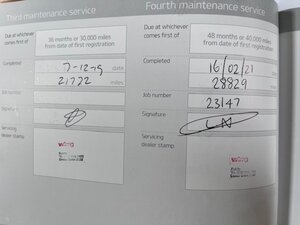 Third maintenance service
Due at whichever
comes first of
36 months or 30,000 miles
from date of first registration
Completed
7-12-19
date
21772
miles
Job number
Signature
Servicing
dealer stamp
Fourth maintenance service
Due at whichever
comes first of
48 months or 40,000 miles
from date of first registration
Completed
16/02/21
date
28829
miles
Job number
23147
Signature
Servicing
dealer stamp